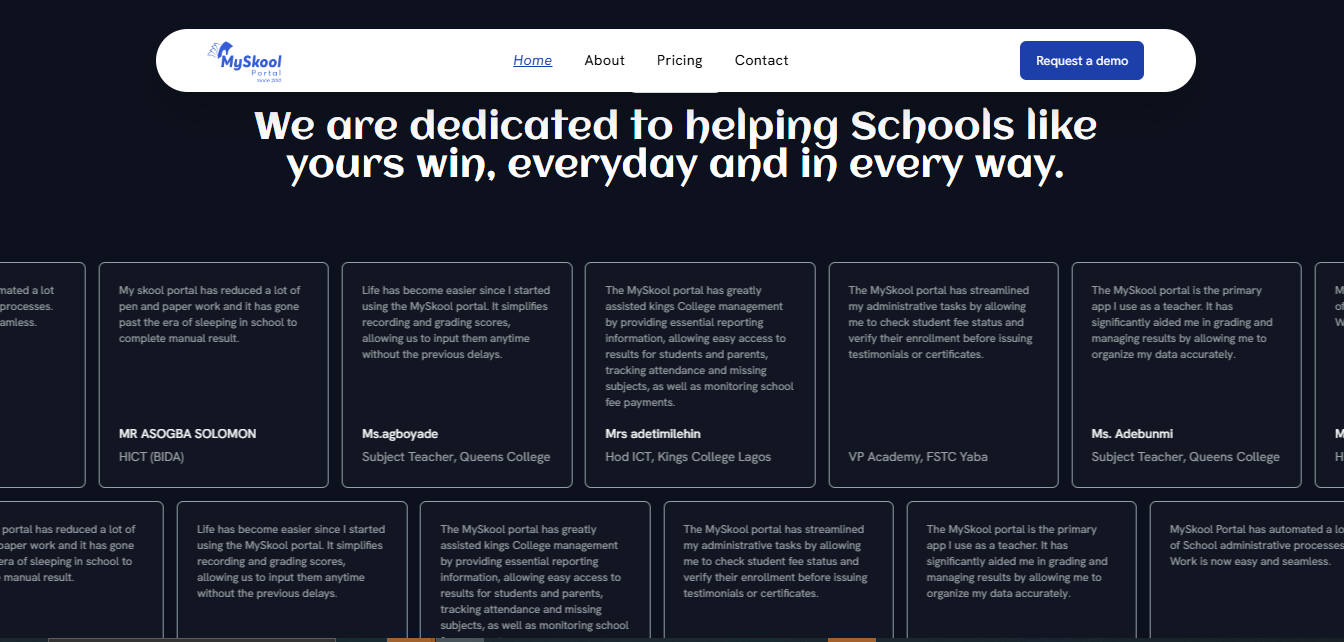 MySkool
Portal
Since 2010
Home
About
Pricing
Contact
Request a demo
We are dedicated to helping Schools like
yours win, everyday and in every way.
mated a lot
processes.
amless.
My skool portal has reduced a lot of
pen and paper work and it has gone
past the era of sleeping in school to
complete manual result.
MR ASOGBA SOLOMON
HICT (BIDA)
Life has become easier since I started
using the MySkool portal. It simplifies
recording and grading scores,
allowing us to input them anytime
without the previous delays.
Ms.agboyade
Subject Teacher, Queens College
The MySkool portal has greatly
assisted kings College management
by providing essential reporting
information, allowing easy access to
results for students and parents,
tracking attendance and missing
subjects, as well as monitoring school
fee payments.
Mrs adetimilehin
Hod ICT, Kings College Lagos
The MySkool portal has streamlined
my administrative tasks by allowing
me to check student fee status and
verify their enrollment before issuing
testimonials or certificates.
VP Academy, FSTC Yaba
The MySkool portal is the primary
app I use as a teacher. It has
significantly aided me in grading and
managing results by allowing me to
organize my data accurately.
Ms. Adebunmi
Subject Teacher, Queens College
portal has reduced a lot of
paper work and it has gone
era of sleeping in school to
manual result.
Life has become easier since I started
using the MySkool portal. It simplifies
recording and grading scores,
allowing us to input them anytime
without the previous delays.
The MySkool portal has greatly
assisted kings College management
by providing essential reporting
information, allowing easy access to
results for students and parents,
tracking attendance and missing
subjects, as well as monitoring school
The MySkool portal has streamlined
my administrative tasks by allowing
me to check student fee status and
verify their enrollment before issuing
testimonials or certificates.
The MySkool portal is the primary
app I use as a teacher. It has
significantly aided me in grading and
managing results by allowing me to
organize my data accurately.
MySkool Portal has automated a lo
of School administrative processes
Work is now easy and seamless.